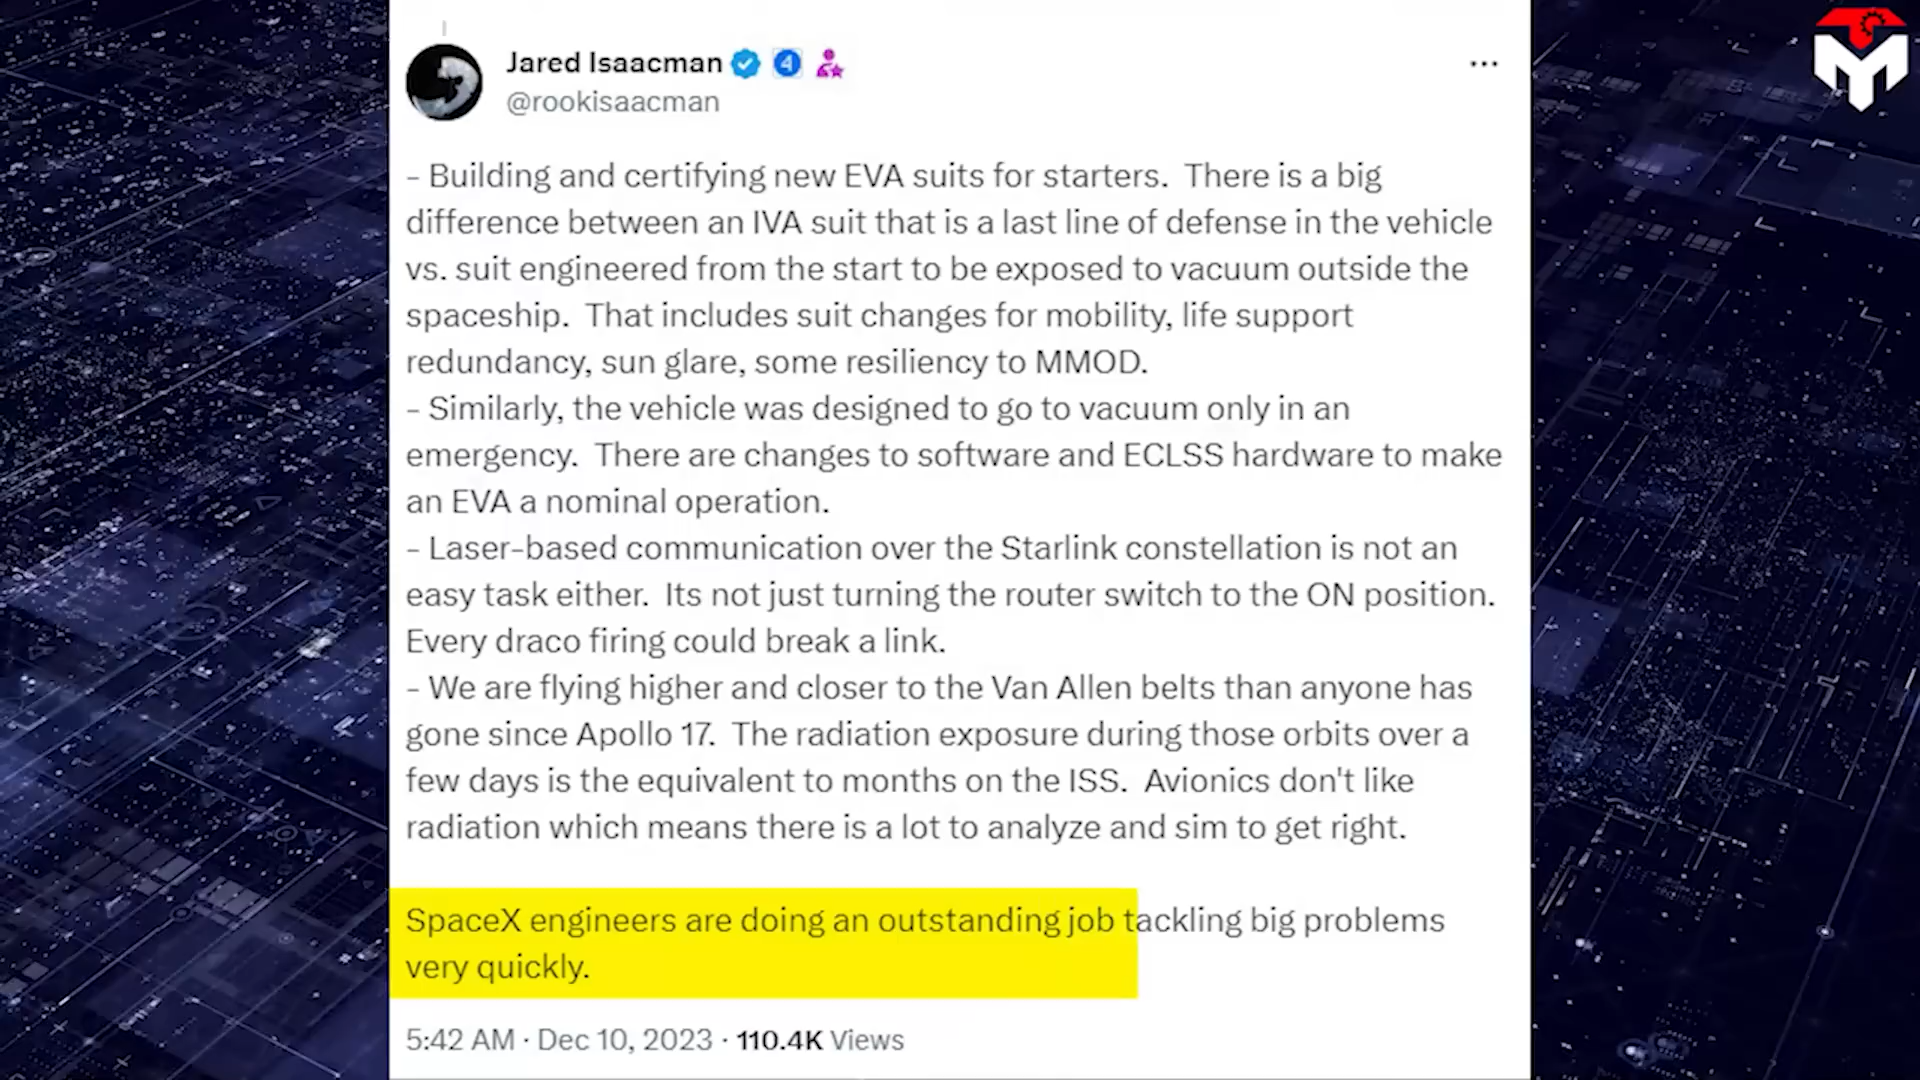 Jared Isaacman 4
@rookisaacman
- Building and certifying new EVA suits for starters. There is a big
difference between an IVA suit that is a last line of defense in the vehicle
vs. suit engineered from the start to be exposed to vacuum outside the
spaceship. That includes suit changes for mobility, life support
redundancy, sun glare, some resiliency to MMOD.
- Similarly, the vehicle was designed to go to vacuum only in an
emergency. There are changes to software and ECLSS hardware to make
an EVA a nominal operation.
- Laser-based communication over the Starlink constellation is not an
easy task either. Its not just turning the router switch to the ON position.
Every draco firing could break a link.
- We are flying higher and closer to the Van Allen belts than anyone has
gone since Apollo 17. The radiation exposure during those orbits over a
few days is the equivalent to months on the ISS. Avionics don't like
radiation which means there is a lot to analyze and sim to get right.
SpaceX engineers are doing an outstanding job tackling big problems
very quickly.
5:42 AM · Dec 10, 2023 · 110.4K Views